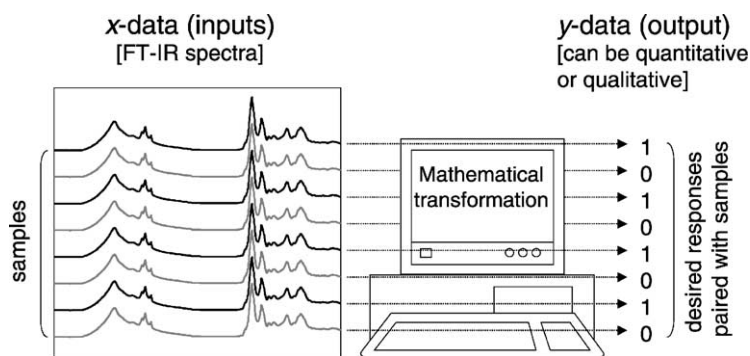 x-data (inputs)
[FT-IR spectra]
y-data (output)
[can be quantitative
or qualitative]
samples
Mathematical
transformation
1
0
1
0
1
0
1
0
desired responses
paired with samples